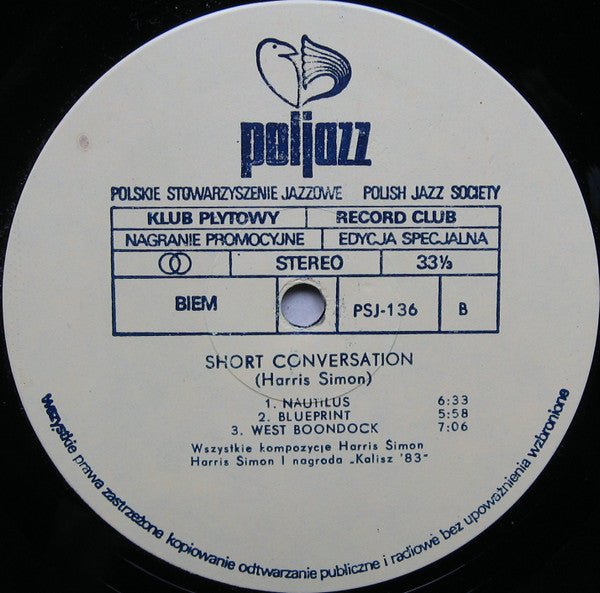 poljazz
POLSKIE STOWARZYSZENIE JAZZOWE POLISH JAZZ SOCIETY
KLUB PŁYTOWY RECORD CLUB
NAGRANIE PROMOCYJNE EDYCJA SPECJALNA
STEREO 33⅓
BIEM PSJ-136 B
SHORT CONVERSATION
(Harris Simon)
1. NAUTILUS 6:33
2. BLUEPRINT 5:58
3. WEST BOONDOCK 7:06
Wszystkie kompozycje Harris Simon
Harris Simon I nagroda „Kalisz '83"
Wszystkie prawa zastrzeżone kopiowanie odtwarzanie publiczne i radiowe bez upoważnienia wzbronione